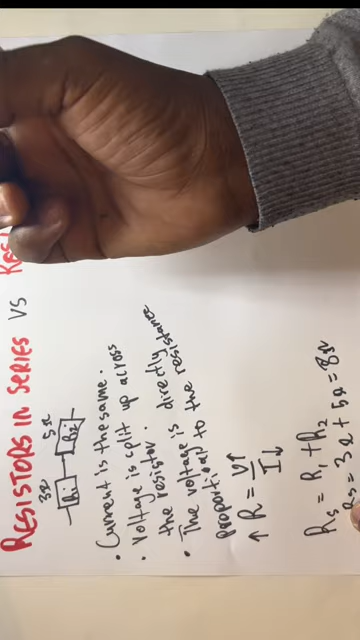 RESISTORS IN SERIES VS
3Ω 5Ω
R1 R2
• Current is the same.
• Voltage is split up across
the resistor.
• The voltage is directly
proportional to the resistance
↑ R = V↑
I↓
Rs = R1 + R2
Rs = 3Ω + 5Ω = 8Ω